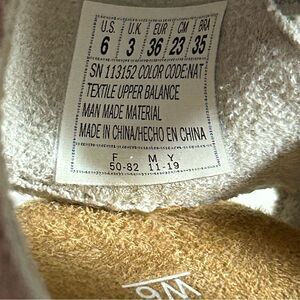 U.S. U.K. EUR CM BRA
6 3 36 23 35
SN 113152 COLOR CODE:NAT
TEXTILE UPPER BALANCE
MAN MADE MATERIAL
MADE IN CHINA/HECHO EN CHINA
F - M Y
50-82 11-19
W6